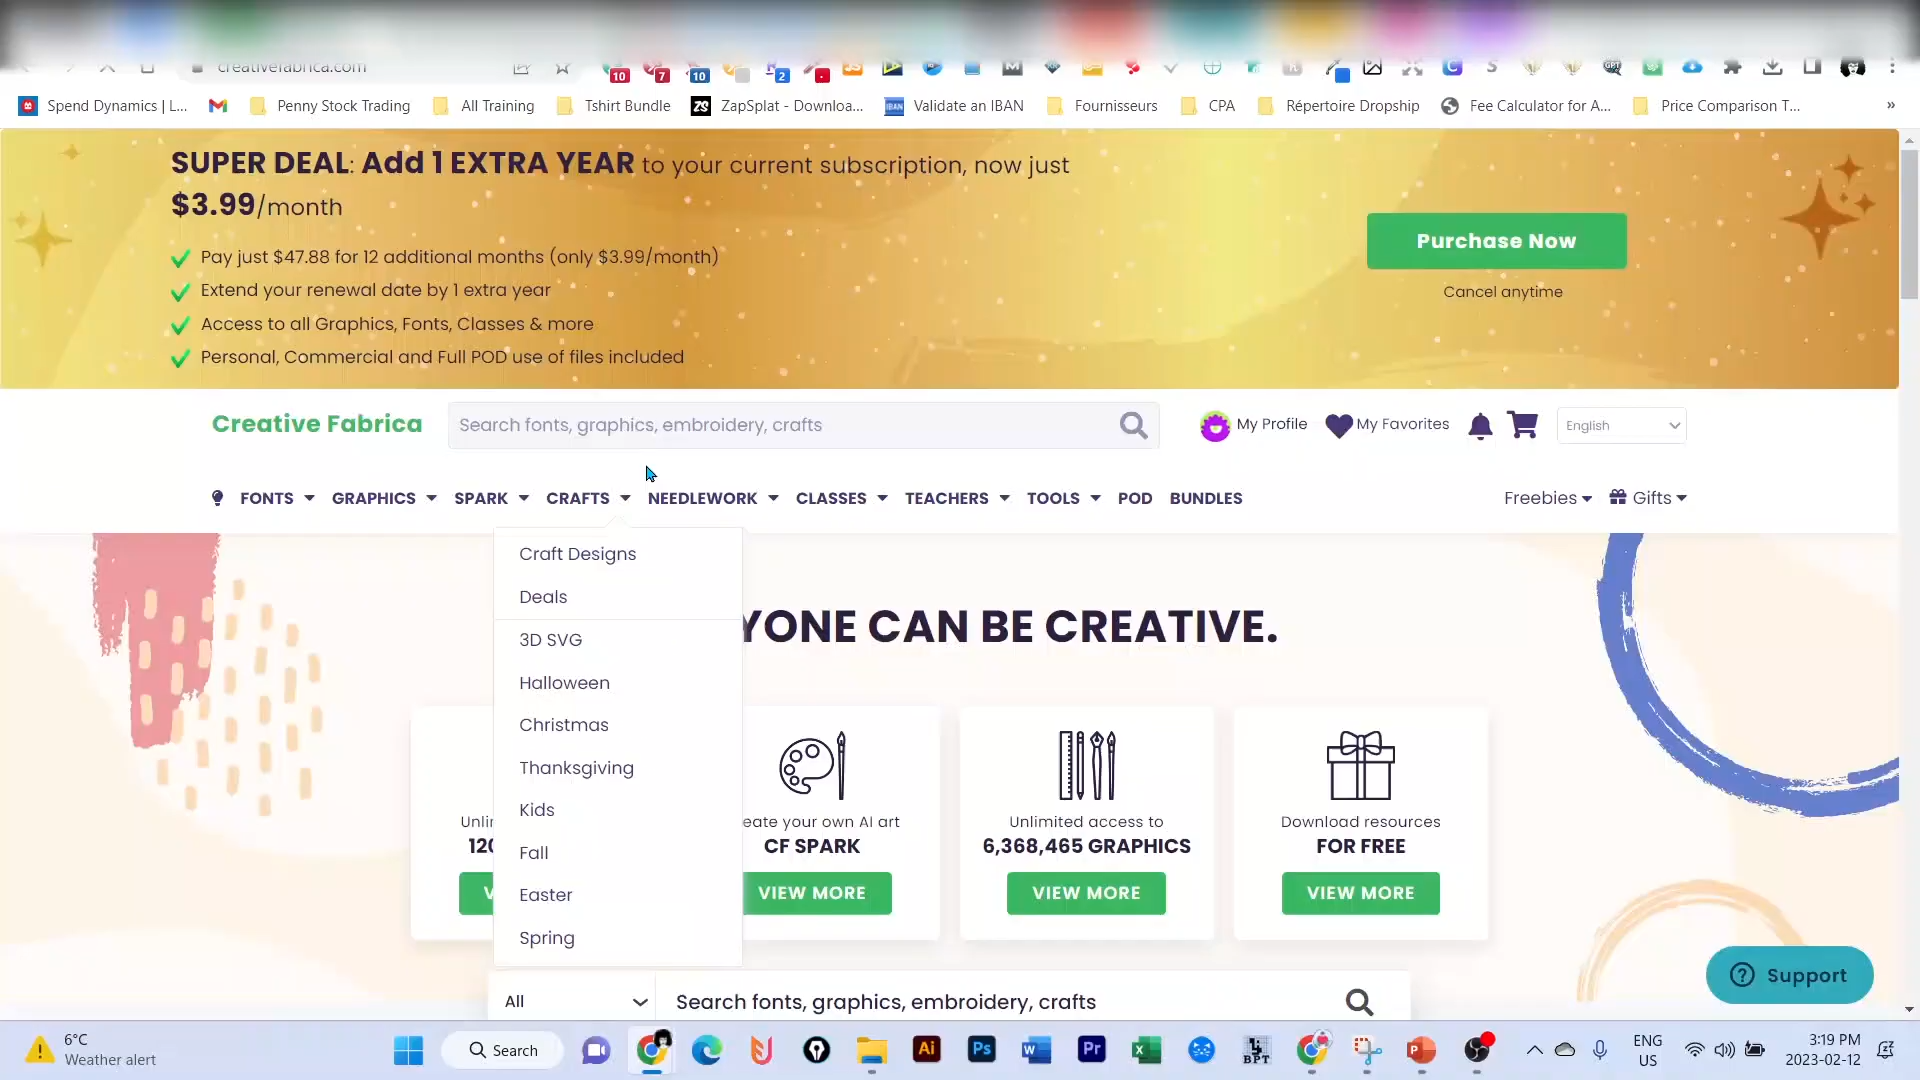 creativefabrica.com
10 7 10 2
Spend Dynamics | L... Penny Stock Trading All Training Tshirt Bundle ZapSplat - Downloa... Validate an IBAN Fournisseurs CPA Répertoire Dropship Fee Calculator for A... Price Comparison T... »
SUPER DEAL: Add 1 EXTRA YEAR to your current subscription, now just
$3.99/month
Pay just $47.88 for 12 additional months (only $3.99/month)
Extend your renewal date by 1 extra year
Access to all Graphics, Fonts, Classes & more
Personal, Commercial and Full POD use of files included
Purchase Now
Cancel anytime
Creative Fabrica
Search fonts, graphics, embroidery, crafts
My Profile My Favorites English
FONTS GRAPHICS SPARK CRAFTS NEEDLEWORK CLASSES TEACHERS TOOLS POD BUNDLES
Freebies Gifts
Craft Designs
Deals
3D SVG
Halloween
Christmas
Thanksgiving
Kids
Fall
Easter
Spring
YONE CAN BE CREATIVE.
eate your own AI art
CF SPARK
VIEW MORE
Unlimited access to
6,368,465 GRAPHICS
VIEW MORE
Download resources
FOR FREE
VIEW MORE
All
Search fonts, graphics, embroidery, crafts
Support
6°C
Weather alert
Search
Ai Ps Pr BPT
ENG
US
3:19 PM
2023-02-12